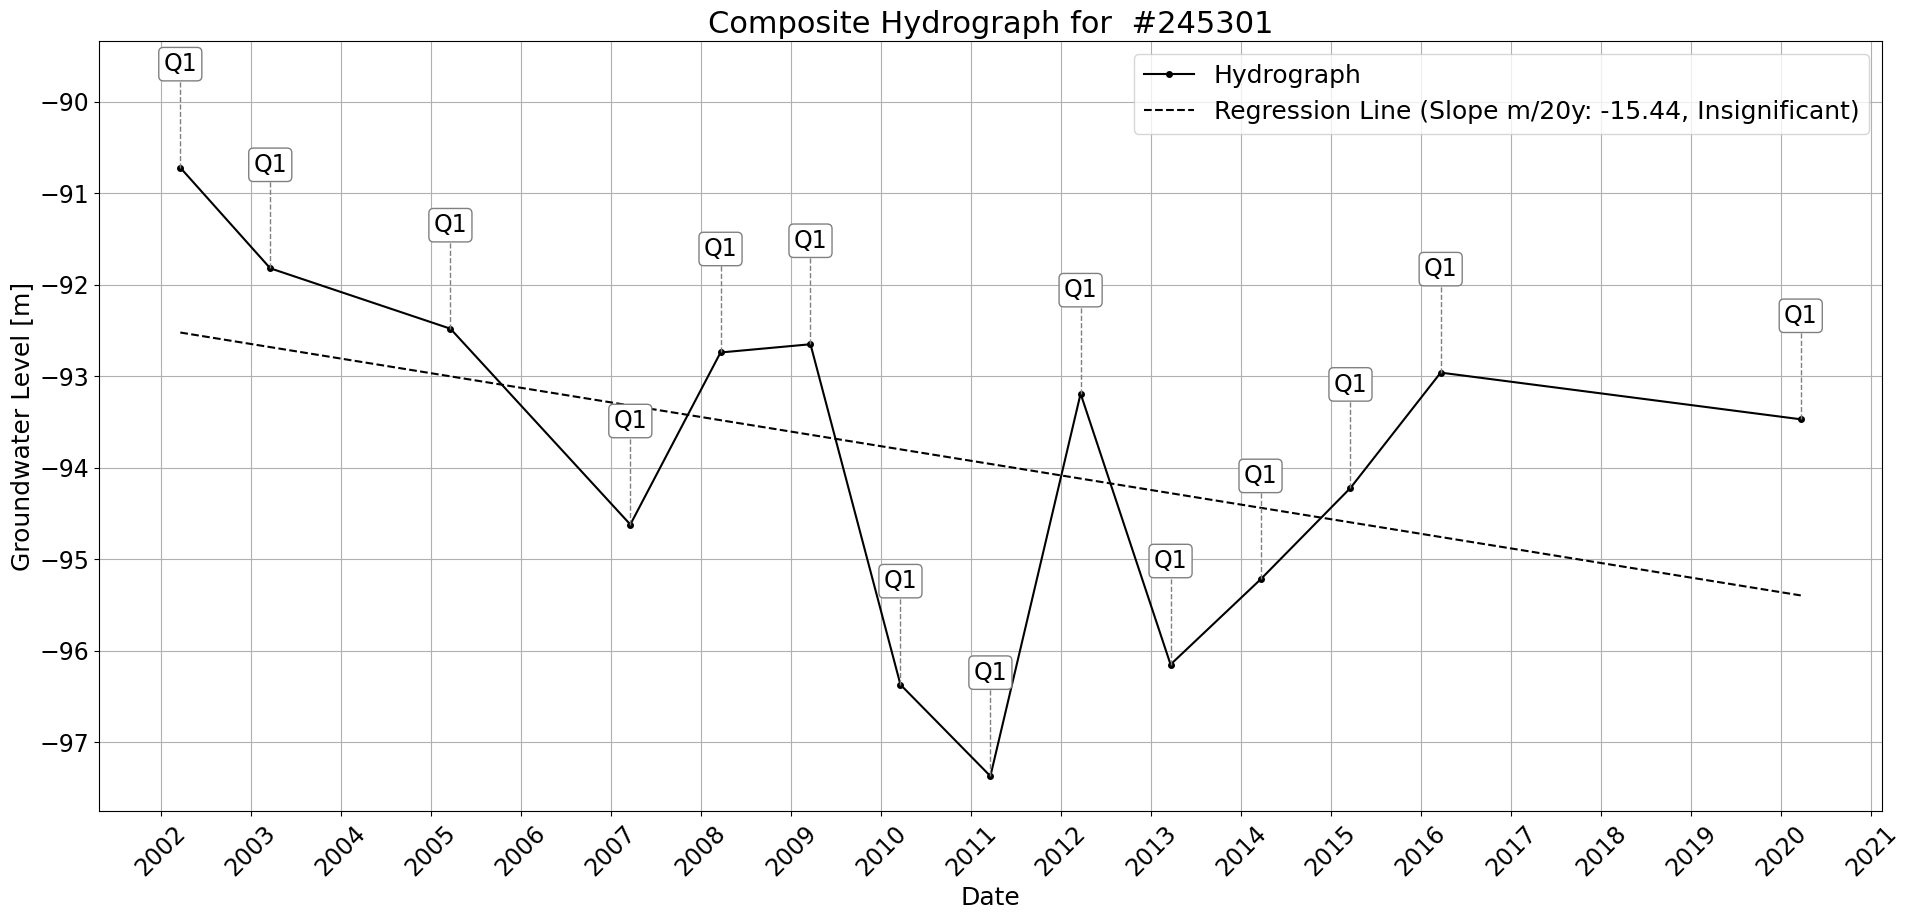 Composite Hydrograph for  #245301
Hydrograph
Regression Line (Slope m/20y: -15.44, Insignificant)
Groundwater Level [m]
−90
−91
−92
−93
−94
−95
−96
−97
Q1
Q1
Q1
Q1
Q1
Q1
Q1
Q1
Q1
Q1
Q1
Q1
Q1
Q1
2002
2003
2004
2005
2006
2007
2008
2009
2010
2011
2012
2013
2014
2015
2016
2017
2018
2019
2020
2021
Date